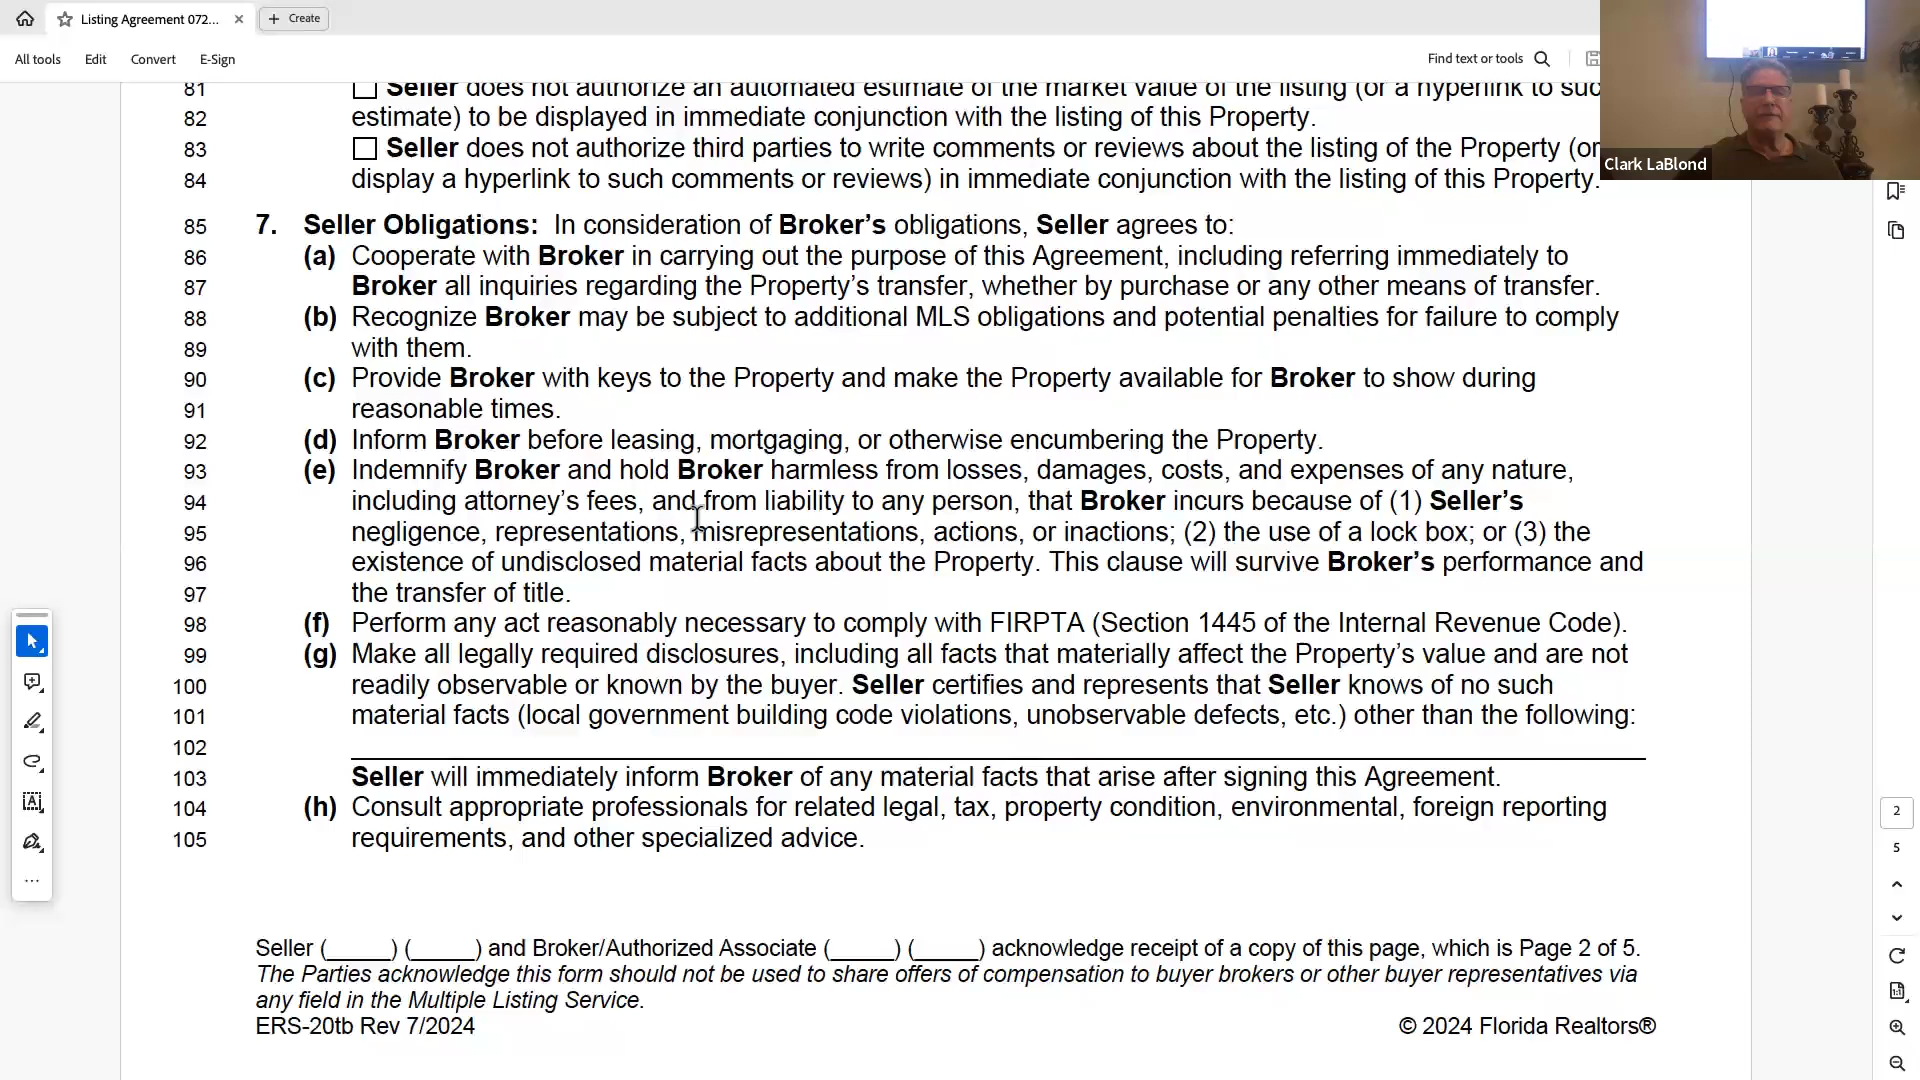 Listing Agreement 072...
Create
All tools
Edit
Convert
E-Sign
Find text or tools
Clark LaBlond
81 Seller does not authorize an automated estimate of the market value of the listing (or a hyperlink to suc
82 estimate) to be displayed in immediate conjunction with the listing of this Property.
83 Seller does not authorize third parties to write comments or reviews about the listing of the Property (or
84 display a hyperlink to such comments or reviews) in immediate conjunction with the listing of this Property.
85 7. Seller Obligations: In consideration of Broker’s obligations, Seller agrees to:
86 (a) Cooperate with Broker in carrying out the purpose of this Agreement, including referring immediately to
87 Broker all inquiries regarding the Property’s transfer, whether by purchase or any other means of transfer.
88 (b) Recognize Broker may be subject to additional MLS obligations and potential penalties for failure to comply
89 with them.
90 (c) Provide Broker with keys to the Property and make the Property available for Broker to show during
91 reasonable times.
92 (d) Inform Broker before leasing, mortgaging, or otherwise encumbering the Property.
93 (e) Indemnify Broker and hold Broker harmless from losses, damages, costs, and expenses of any nature,
94 including attorney’s fees, and from liability to any person, that Broker incurs because of (1) Seller’s
95 negligence, representations, misrepresentations, actions, or inactions; (2) the use of a lock box; or (3) the
96 existence of undisclosed material facts about the Property. This clause will survive Broker’s performance and
97 the transfer of title.
98 (f) Perform any act reasonably necessary to comply with FIRPTA (Section 1445 of the Internal Revenue Code).
99 (g) Make all legally required disclosures, including all facts that materially affect the Property’s value and are not
100 readily observable or known by the buyer. Seller certifies and represents that Seller knows of no such
101 material facts (local government building code violations, unobservable defects, etc.) other than the following:
102
103 Seller will immediately inform Broker of any material facts that arise after signing this Agreement.
104 (h) Consult appropriate professionals for related legal, tax, property condition, environmental, foreign reporting
105 requirements, and other specialized advice.
2
5
Seller (_____) (_____) and Broker/Authorized Associate (_____) (_____) acknowledge receipt of a copy of this page, which is Page 2 of 5.
The Parties acknowledge this form should not be used to share offers of compensation to buyer brokers or other buyer representatives via
any field in the Multiple Listing Service.
ERS-20tb Rev 7/2024 © 2024 Florida Realtors®